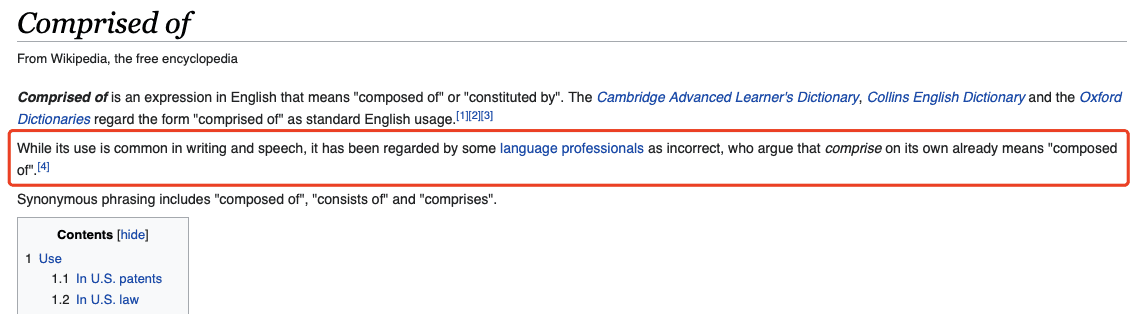 Comprised of
From Wikipedia, the free encyclopedia
Comprised of is an expression in English that means "composed of" or "constituted by". The Cambridge Advanced Learner's Dictionary, Collins English Dictionary and the Oxford
Dictionaries regard the form "comprised of" as standard English usage.[1][2][3]
While its use is common in writing and speech, it has been regarded by some language professionals as incorrect, who argue that comprise on its own already means "composed
of".[4]
Synonymous phrasing includes "composed of", "consists of" and "comprises".
Contents [hide]
1 Use
1.1 In U.S. patents
1.2 In U.S. law